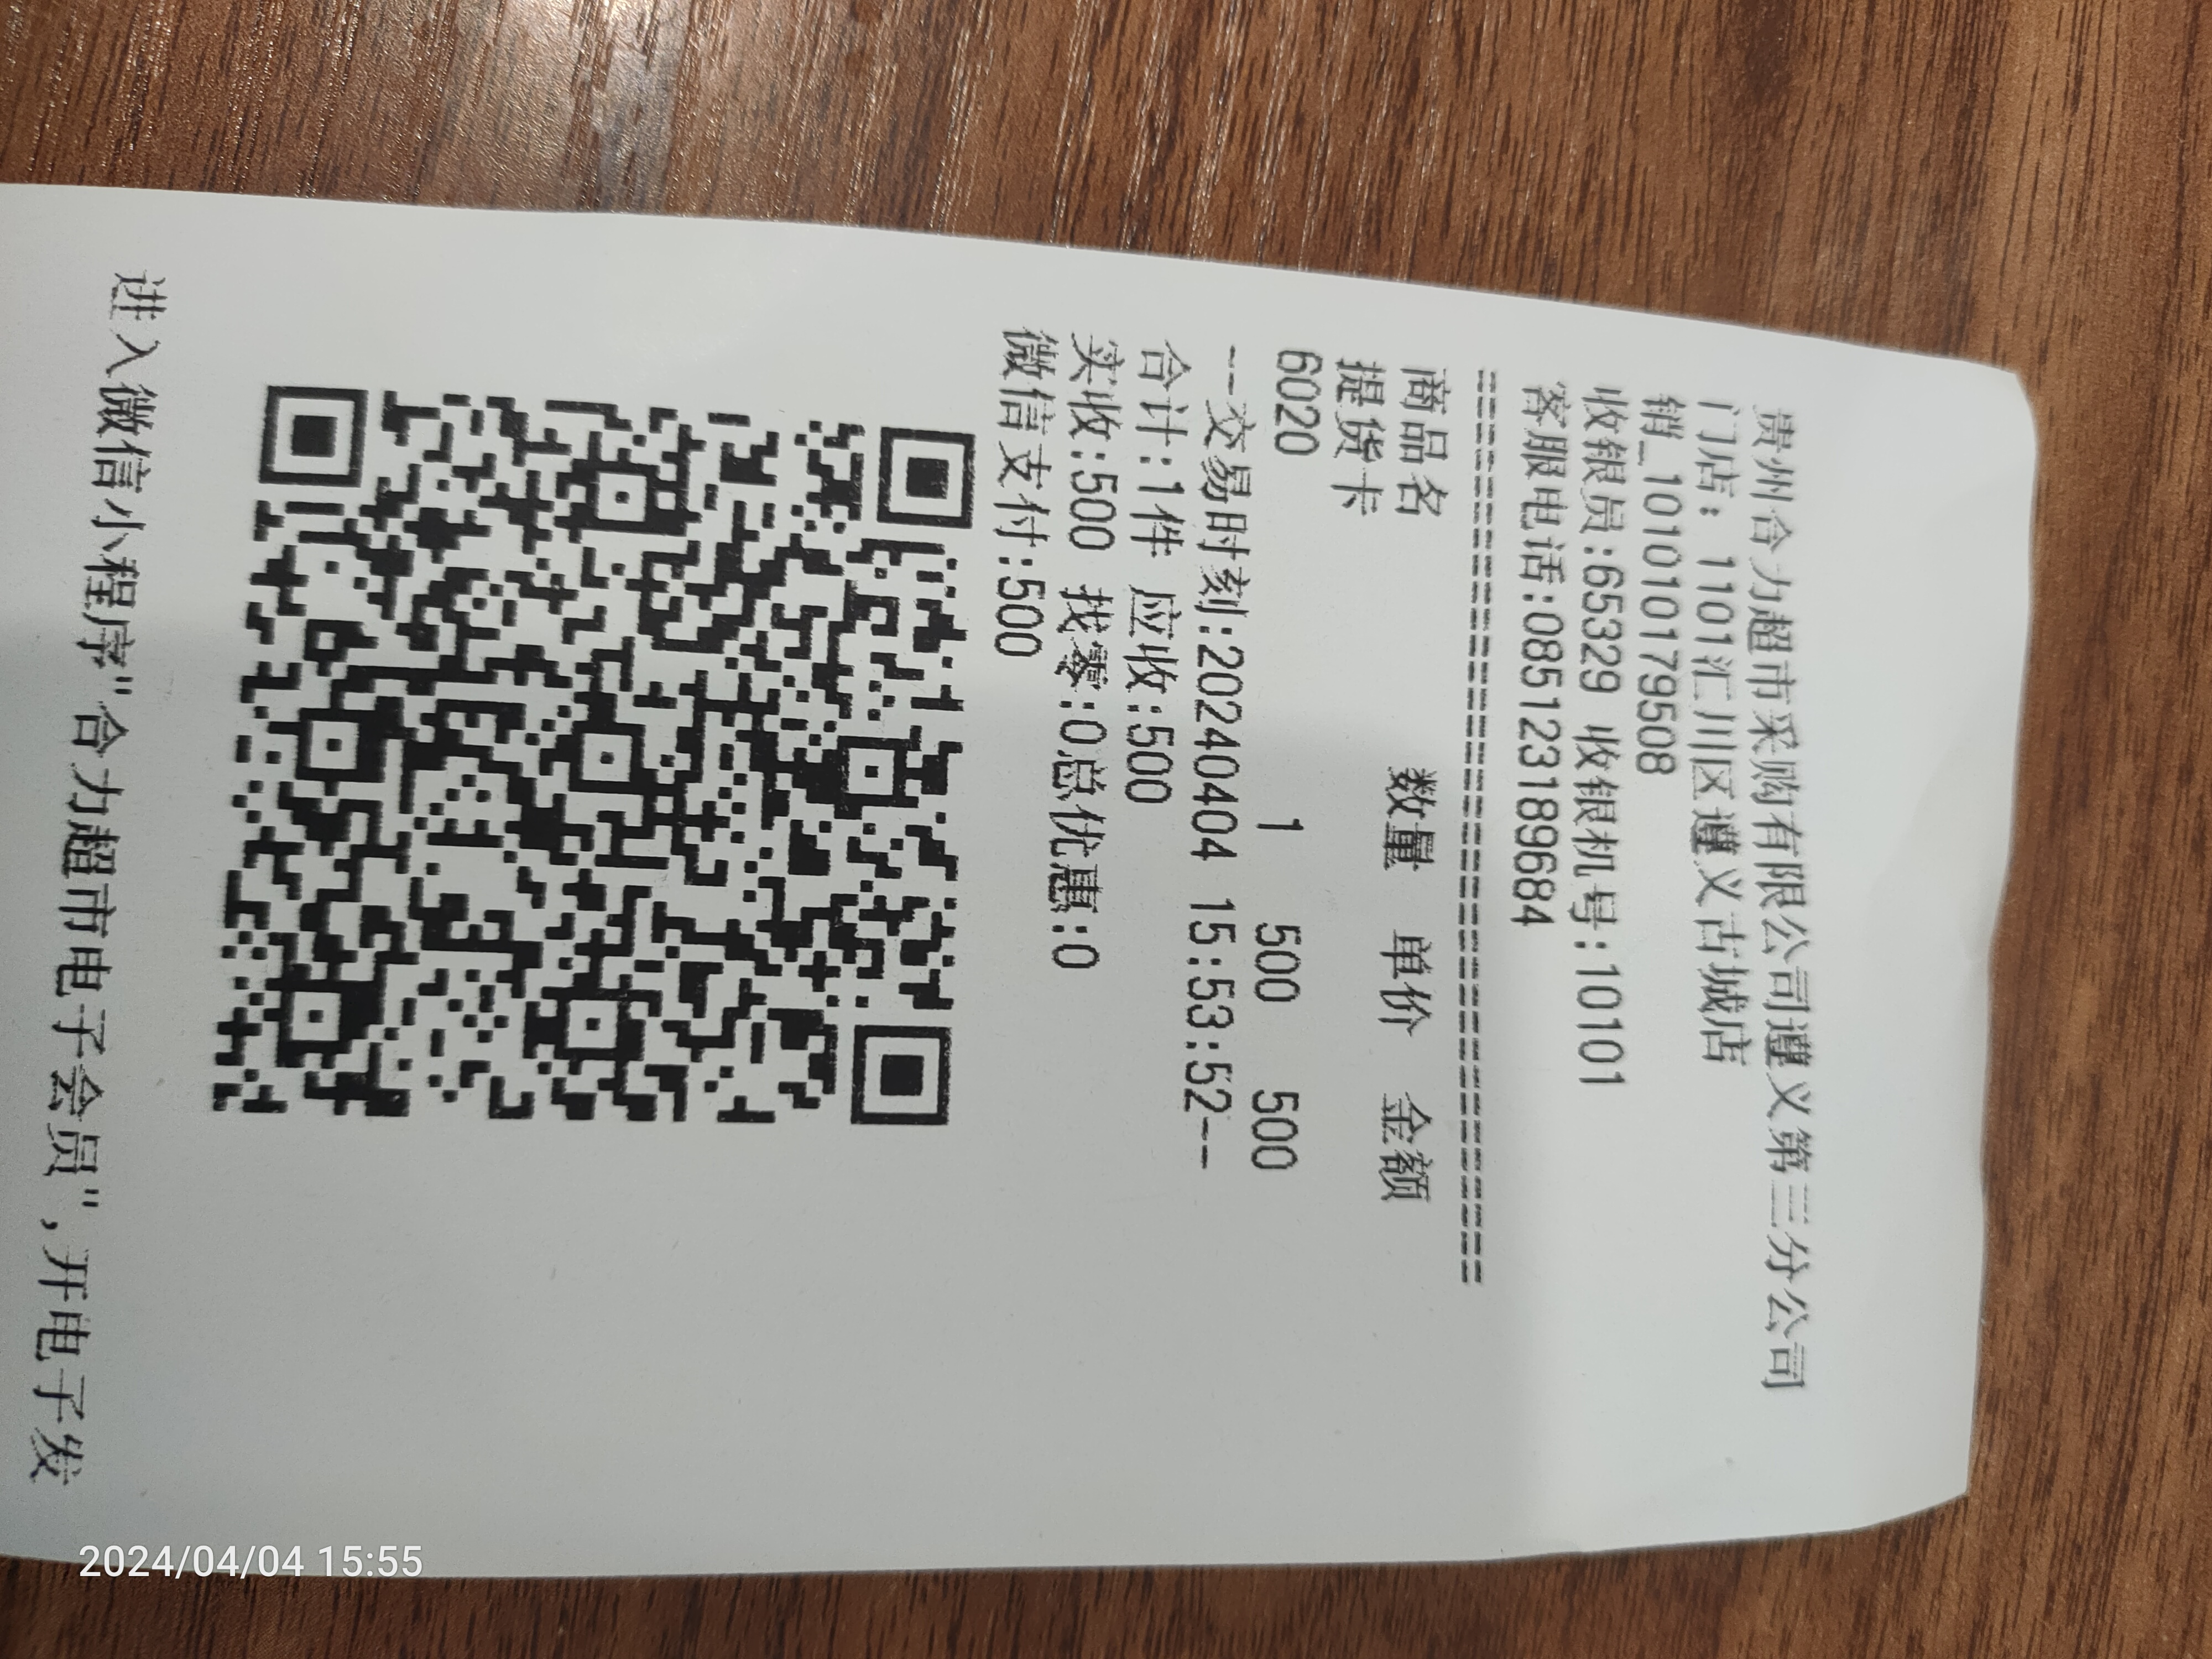 贵州合力超市采购有限公司遵义第三分公司
门店: 1101汇川区遵义古城店
销_1010101799508
收银员:65329 收银机号:10101
客服电话:085123189684
========================================
商品名 数量 单价 金额
提货卡
6020 1 500 500
--交易时刻:20240404 15:53:52--
合计:1件 应收:500
实收:500 找零:0总优惠:0
微信支付:500
进入微信小程序"合力超市电子会员",开电子发
2024/04/04 15:55